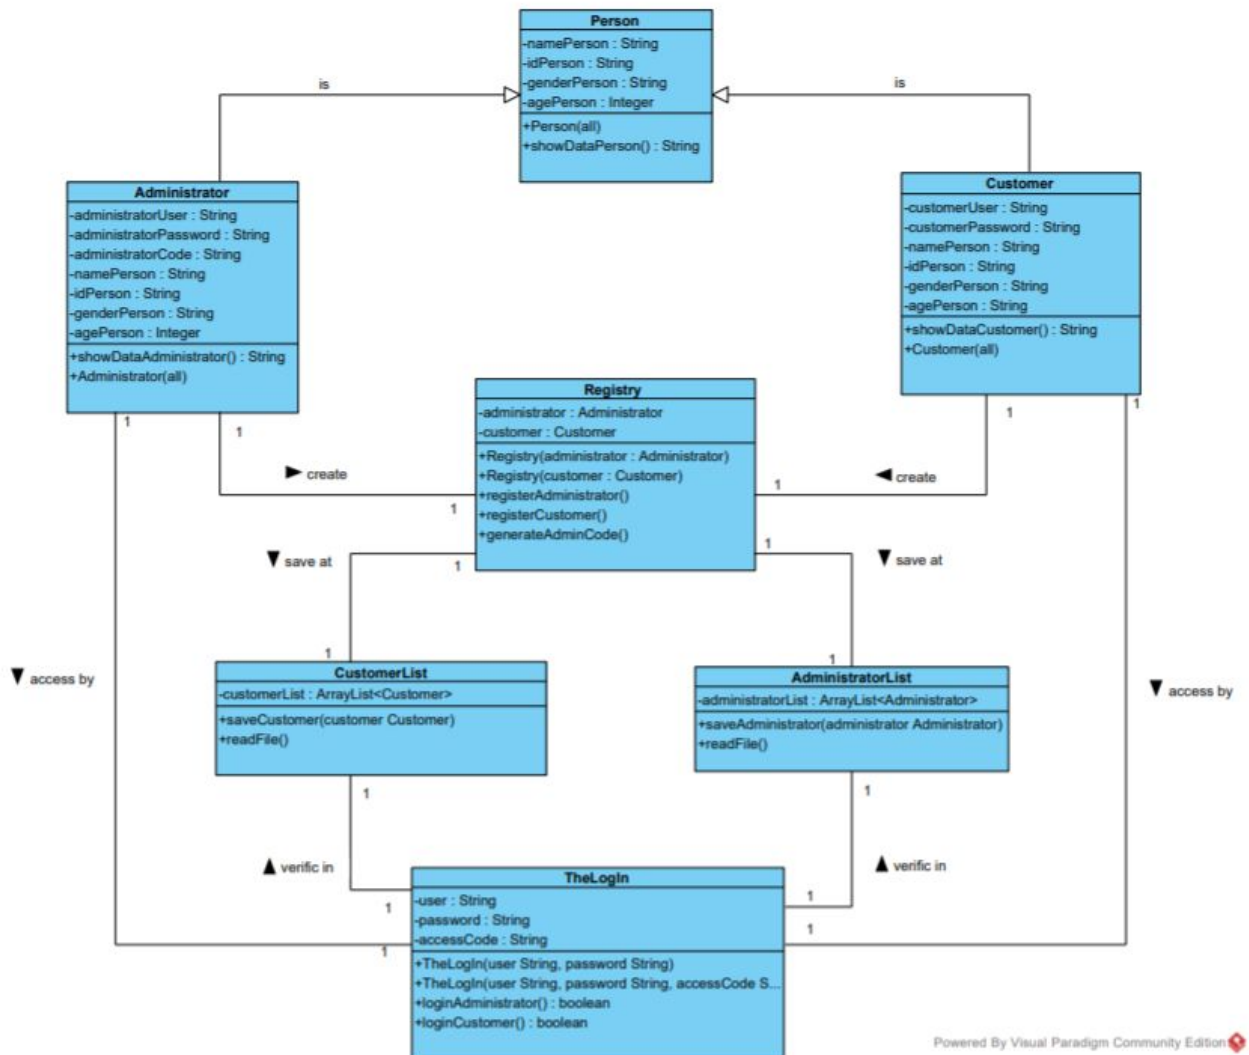 Person
-namePerson : String
-idPerson : String
-genderPerson : String
-agePerson : Integer
+Person(all)
+showDataPerson() : String
is
is
Administrator
-administratorUser : String
-administratorPassword : String
-administratorCode : String
-namePerson : String
-idPerson : String
-genderPerson : String
-agePerson : Integer
+showDataAdministrator() : String
+Administrator(all)
Customer
-customerUser : String
-customerPassword : String
-namePerson : String
-idPerson : String
-genderPerson : String
-agePerson : String
+showDataCustomer() : String
+Customer(all)
1
1
1
1
create
create
Registry
-administrator : Administrator
-customer : Customer
+Registry(administrator : Administrator)
+Registry(customer : Customer)
+registerAdministrator()
+registerCustomer()
+generateAdminCode()
1
1
1
1
save at
save at
1
1
access by
access by
CustomerList
-customerList : ArrayList<Customer>
+saveCustomer(customer Customer)
+readFile()
AdministratorList
-administratorList : ArrayList<Administrator>
+saveAdministrator(administrator Administrator)
+readFile()
1
1
verific in
verific in
1
1
1
1
TheLogIn
-user : String
-password : String
-accessCode : String
+TheLogIn(user String, password String)
+TheLogIn(user String, password String, accessCode S...
+loginAdministrator() : boolean
+loginCustomer() : boolean
Powered By Visual Paradigm Community Edition